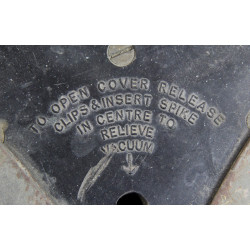 TO OPEN COVER RELEASE
CLIPS & INSERT SPIKE
IN CENTRE TO
RELIEVE
VACUUM